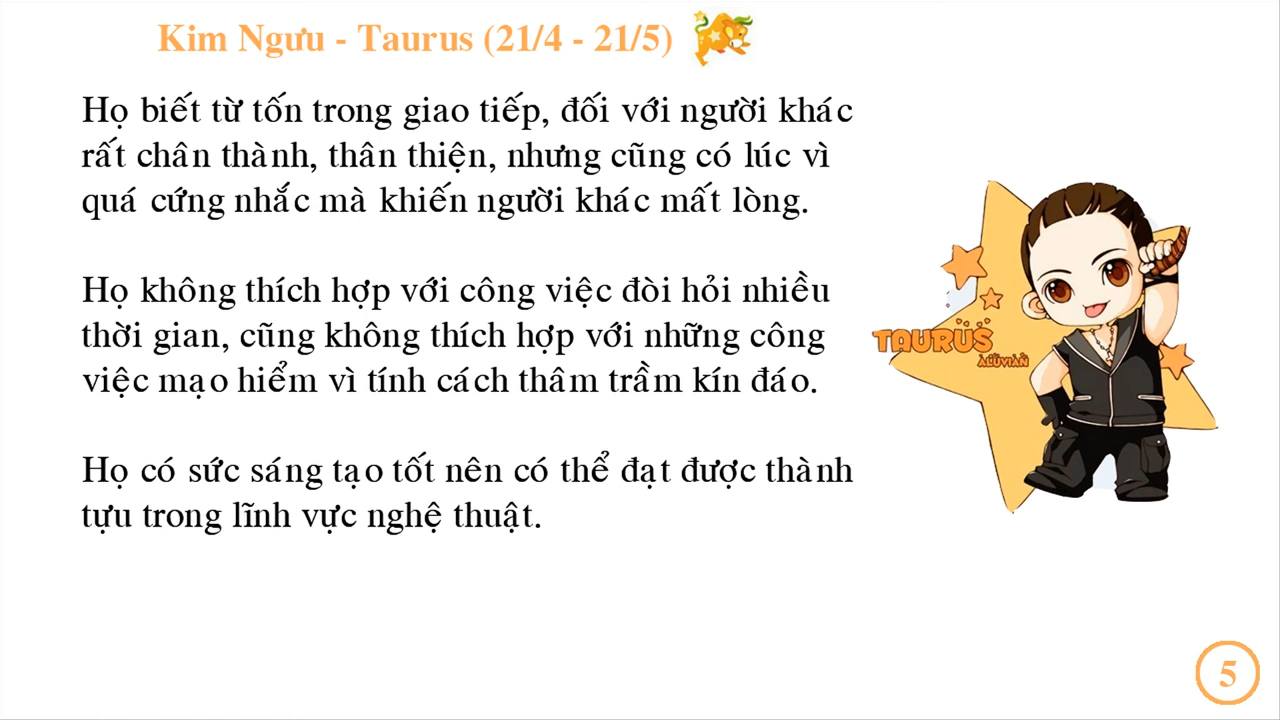 Kim Ngưu - Taurus (21/4 - 21/5)
Họ biết từ tốn trong giao tiếp, đối với người khác
rất chân thành, thân thiện, nhưng cũng có lúc vì
quá cứng nhắc mà khiến người khác mất lòng.
Họ không thích hợp với công việc đòi hỏi nhiều
thời gian, cũng không thích hợp với những công
việc mạo hiểm vì tính cách thâm trầm kín đáo.
Họ có sức sáng tạo tốt nên có thể đạt được thành
tựu trong lĩnh vực nghệ thuật.
TAURUS
ALUVIAN
5